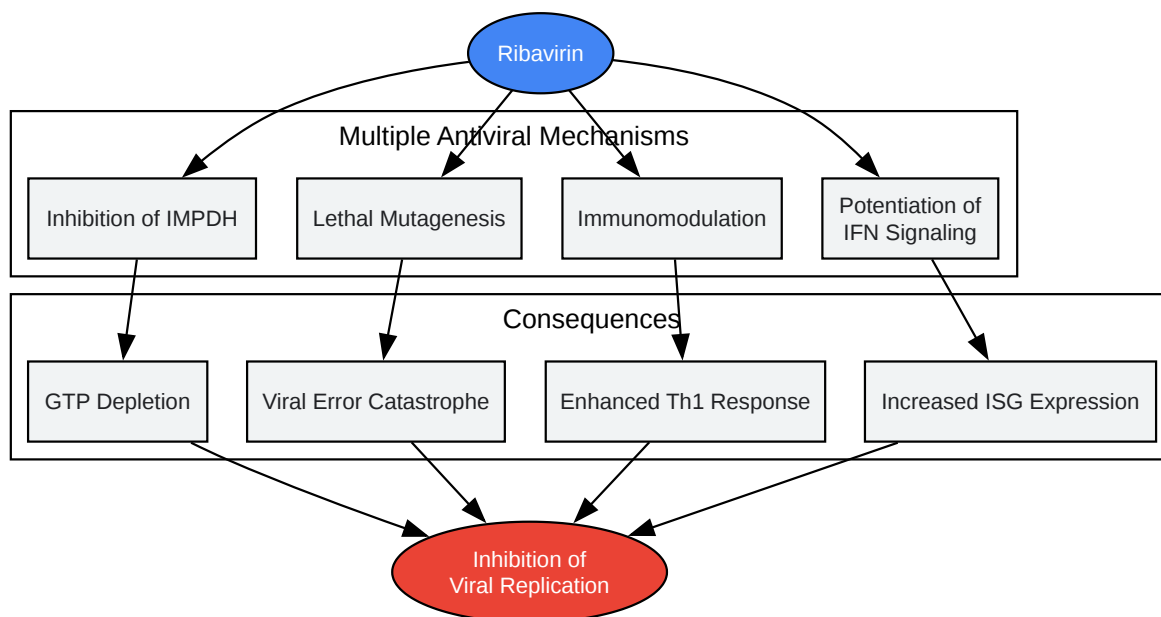 Ribavirin
Multiple Antiviral Mechanisms
Inhibition of IMPDH
Lethal Mutagenesis
Immunomodulation
Potentiation of
IFN Signaling
Consequences
GTP Depletion
Viral Error Catastrophe
Enhanced Th1 Response
Increased ISG Expression
Inhibition of
Viral Replication